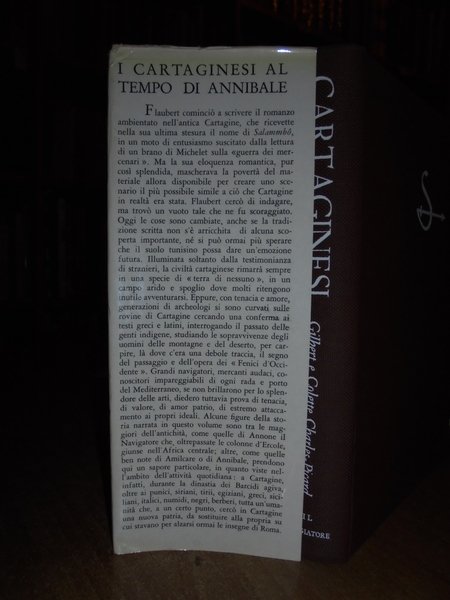 I CARTAGINESI AL
TEMPO DI ANNIBALE
Flaubert cominciò a scrivere il romanzo
ambientato nell'antica Cartagine, che ricevette
nella sua ultima stesura il nome di Salammbô,
in un moto di entusiasmo suscitato dalla lettura
di un brano di Michelet sulla «guerra dei mer-
cenari». Ma la sua eloquenza romantica, pur
così splendida, mascherava la povertà del ma-
teriale allora disponibile per creare uno sce-
nario il più possibile simile a ciò che Cartagine
in realtà era stata. Flaubert cercò di indagare,
ma trovò un vuoto tale che ne fu scoraggiato.
Oggi le cose sono cambiate, anche se la tra-
dizione scritta non s'è arricchita di alcuna sco-
perta importante, né si può ormai più sperare
che il suolo tunisino possa dare un'emozione
futura. Illuminata soltanto dalla testimonianza
di stranieri, la civiltà cartaginese rimarrà sempre
in una specie di «terra di nessuno», in un
campo arido e spoglio dove molti ritengono
inutile avventurarsi. Eppure, con tenacia e amore,
generazioni di archeologi si sono curvati sulle
rovine di Cartagine cercando una conferma ai
testi greci e latini, interrogando il passato delle
genti indigene, studiando le sopravvivenze degli
uomini delle montagne e del deserto, per car-
pire, là dove c'era una debole traccia, il segno
del passaggio e dell'opera dei «Fenici d'Occi-
dente». Grandi navigatori, mercanti audaci, co-
noscitori impareggiabili di ogni rada e porto
del Mediterraneo, se non brillarono per lo splen-
dore delle arti, diedero tuttavia prova di tenacia,
di valore, di amor patrio, di estremo attacca-
mento ai propri ideali. Alcune figure della sto-
ria narrata in questo volume sono tra le mag-
giori dell'antichità, come quelle di Annone il
Navigatore che, oltrepassate le colonne d'Ercole,
giunse nell'Africa centrale; altre, come quelle
ben note di Amilcare o di Annibale, prendono
qui un sapore particolare, in quanto viste nel-
l'ambito dell'attività quotidiana: a Cartagine,
infatti, durante la dinastia dei Barcidi agiva,
oltre ai punici, siriani, tirii, egiziani, greci, sici-
liani, italici, numidi, negri, berberi, tutta un'uma-
nità che, a un certo punto, cercò in Cartagine
una nuova patria, da sostituire alla propria su
cui stavano per alzarsi ormai le insegne di Roma.
CARTAGINESI
Gilbert e Colette Charles-Picard
IL
GIATORE